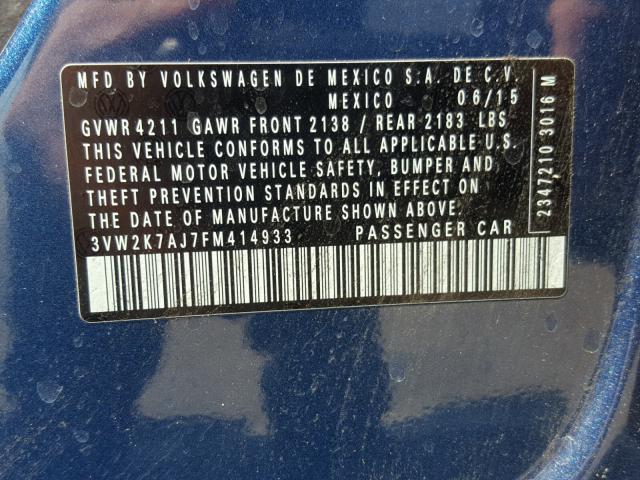 MFD BY VOLKSWAGEN DE MEXICO S.A. DE C.V.
MEXICO 06/15
GVWR 4211 GAWR FRONT 2138 / REAR 2183 LBS
THIS VEHICLE CONFORMS TO ALL APPLICABLE U.S.
FEDERAL MOTOR VEHICLE SAFETY, BUMPER AND
THEFT PREVENTION STANDARDS IN EFFECT ON
THE DATE OF MANUFACTURE SHOWN ABOVE.
3VW2K7AJ7FM414933 PASSENGER CAR
2347210 3016 M